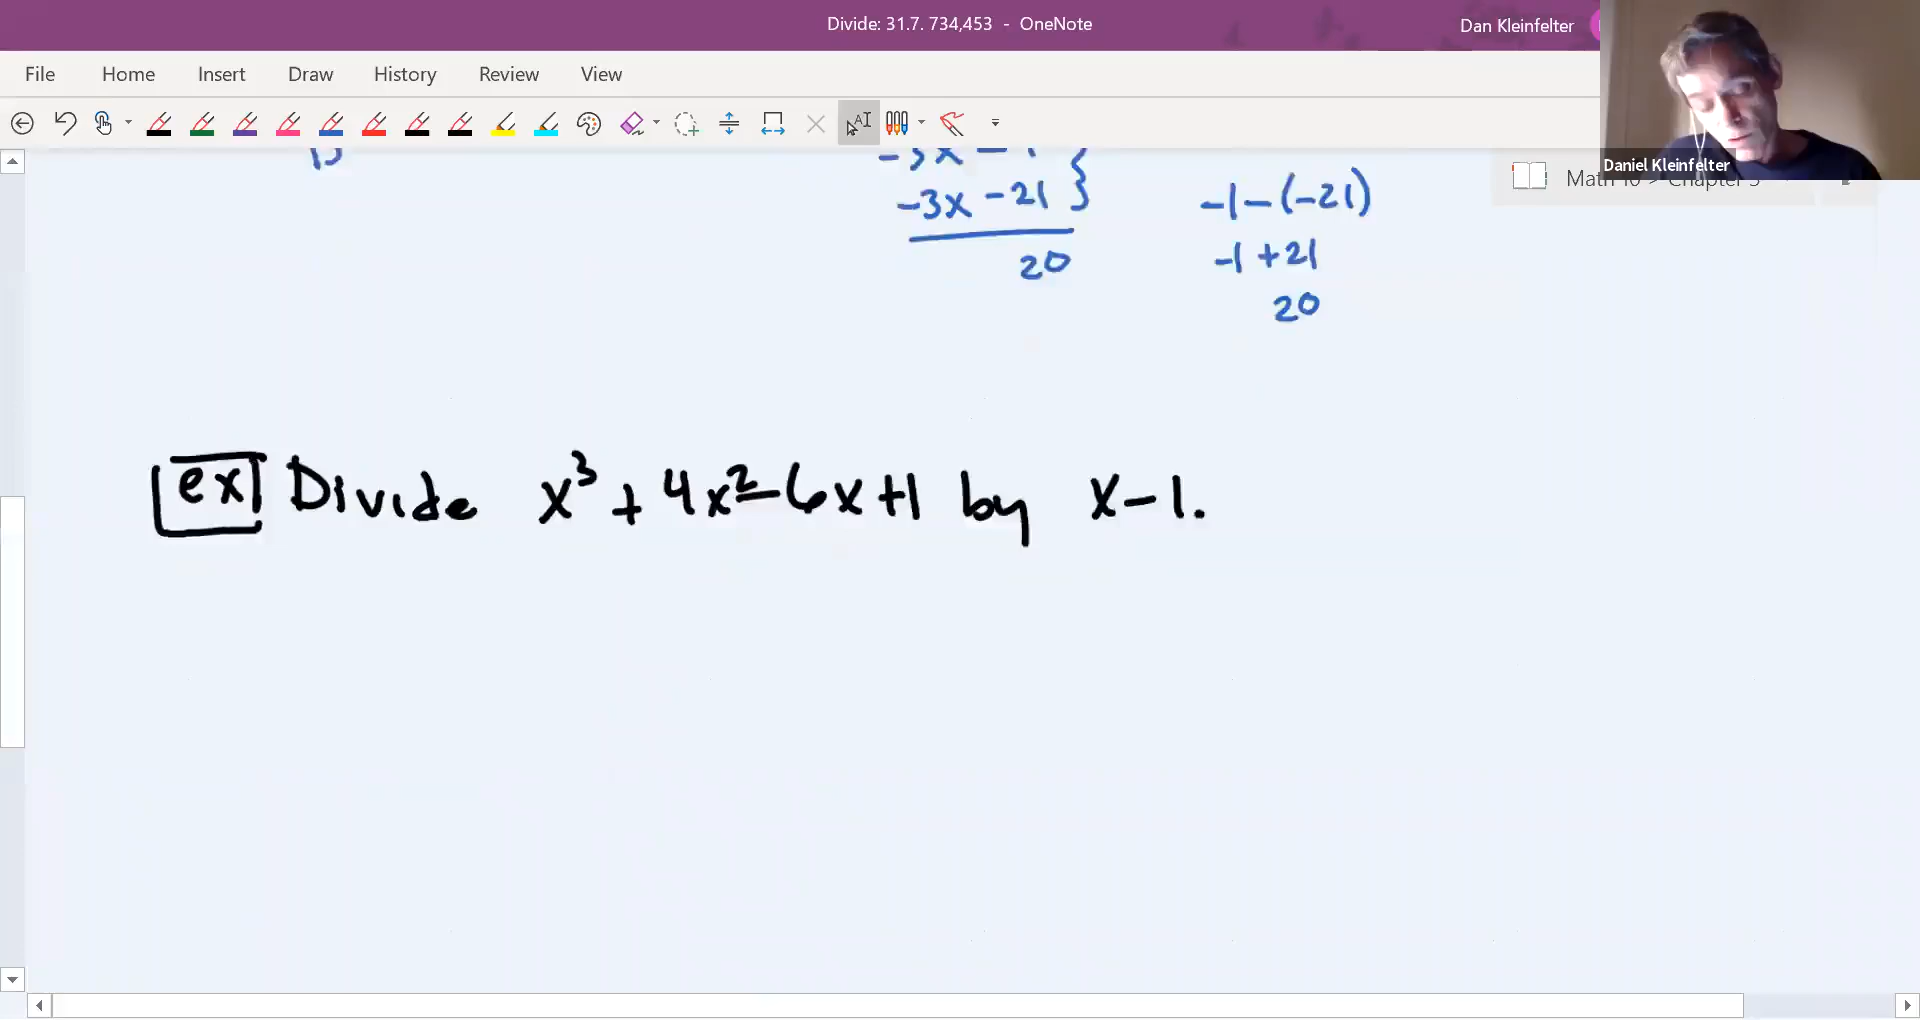 Divide: 31.7. 734,453 - OneNote
Dan Kleinfelter
File Home Insert Draw History Review View
Daniel Kleinfelter
-3x - 21
20
-1 - (-21)
-1 + 21
20
ex Divide x³ + 4x² - 6x + 1 by x - 1.